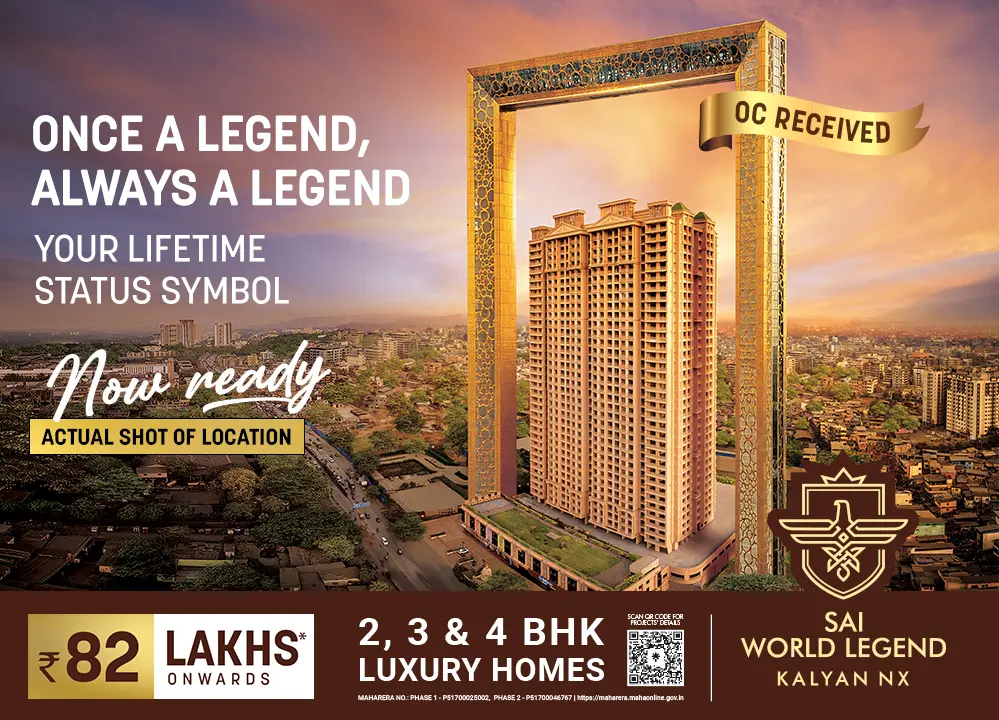 ONCE A LEGEND,
ALWAYS A LEGEND
YOUR LIFETIME
STATUS SYMBOL
Now ready
ACTUAL SHOT OF LOCATION
OC RECEIVED
₹82
LAKHS*
ONWARDS
2, 3 & 4 BHK
LUXURY HOMES
SCAN QR CODE FOR
PROJECTS' DETAILS
MAHARERA NO.: PHASE 1 - P51700025002, PHASE 2 - P51700046767 | https://maharera.mahaonline.gov.in
SAI
WORLD LEGEND
KALYAN NX